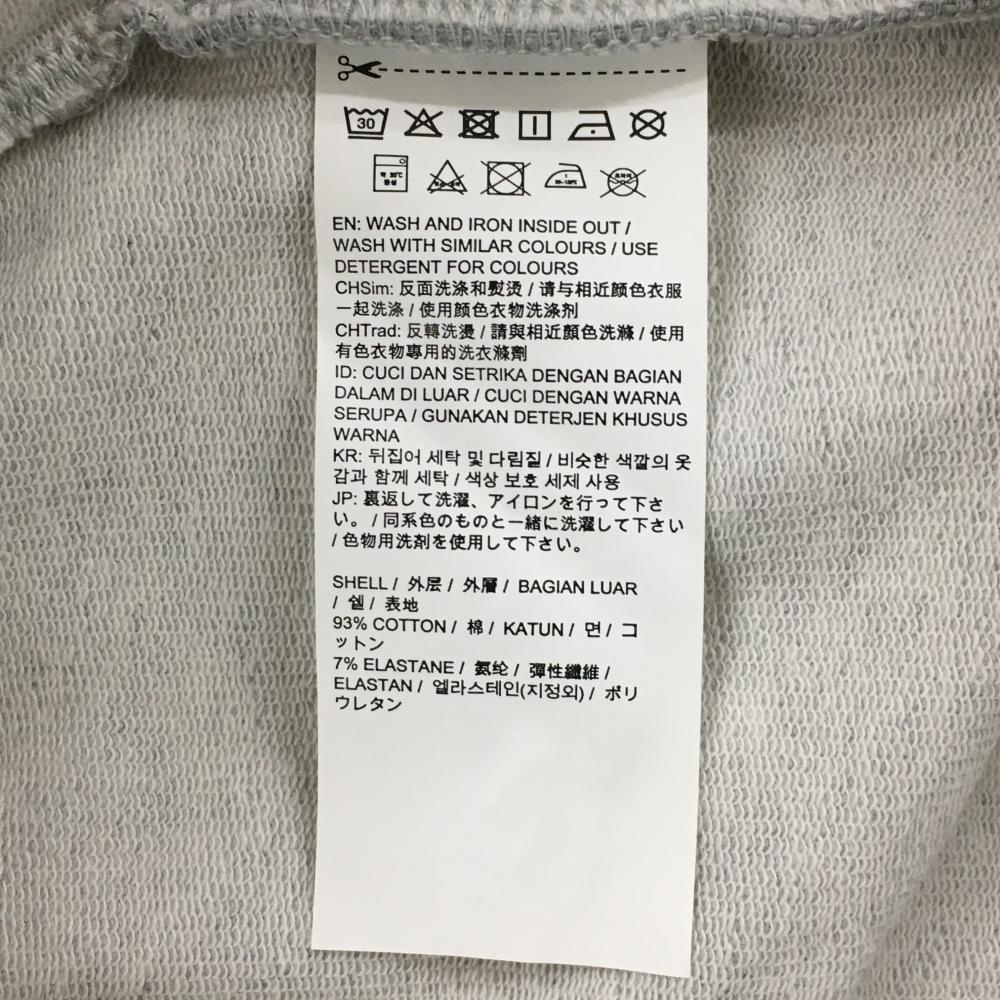 30
EN: WASH AND IRON INSIDE OUT /
WASH WITH SIMILAR COLOURS / USE
DETERGENT FOR COLOURS
CHSim: 反面洗涤和熨烫 / 请与相近颜色衣服
一起洗涤 / 使用颜色衣物洗涤剂
CHTrad: 反轉洗燙 / 請與相近顏色洗滌 / 使用
有色衣物專用的洗衣滌劑
ID: CUCI DAN SETRIKA DENGAN BAGIAN
DALAM DI LUAR / CUCI DENGAN WARNA
SERUPA / GUNAKAN DETERJEN KHUSUS
WARNA
KR: 뒤집어 세탁 및 다림질 / 비슷한 색깔의 옷
감과 함께 세탁 / 색상 보호 세제 사용
JP: 裏返して洗濯、アイロンを行って下さ
い。 / 同系色のものと一緒に洗濯して下さい
/ 色物用洗剤を使用して下さい。
SHELL / 外层 / 外層 / BAGIAN LUAR
/ 쉘 / 表地
93% COTTON / 棉 / KATUN / 면 / コ
ットン
7% ELASTANE / 氨纶 / 彈性纖維 /
ELASTAN / 엘라스테인(지정외) / ポリ
ウレタン